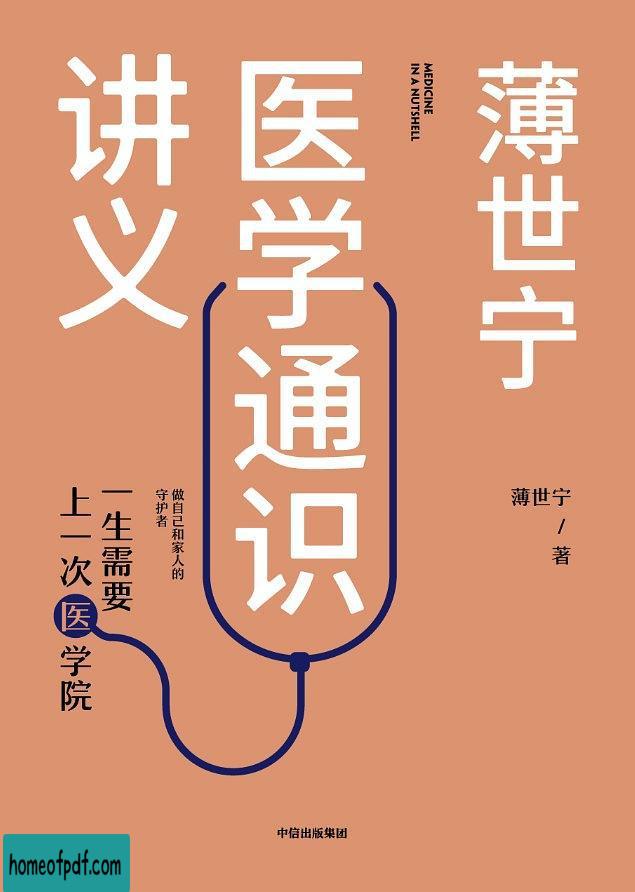 薄世宁
医学通识
讲义
MEDICINE
IN A NUTSHELL
薄世宁
/
著
做自己和家人的
守护者
一生需要
上一次医学院
中信出版集团
homeofpdf.com